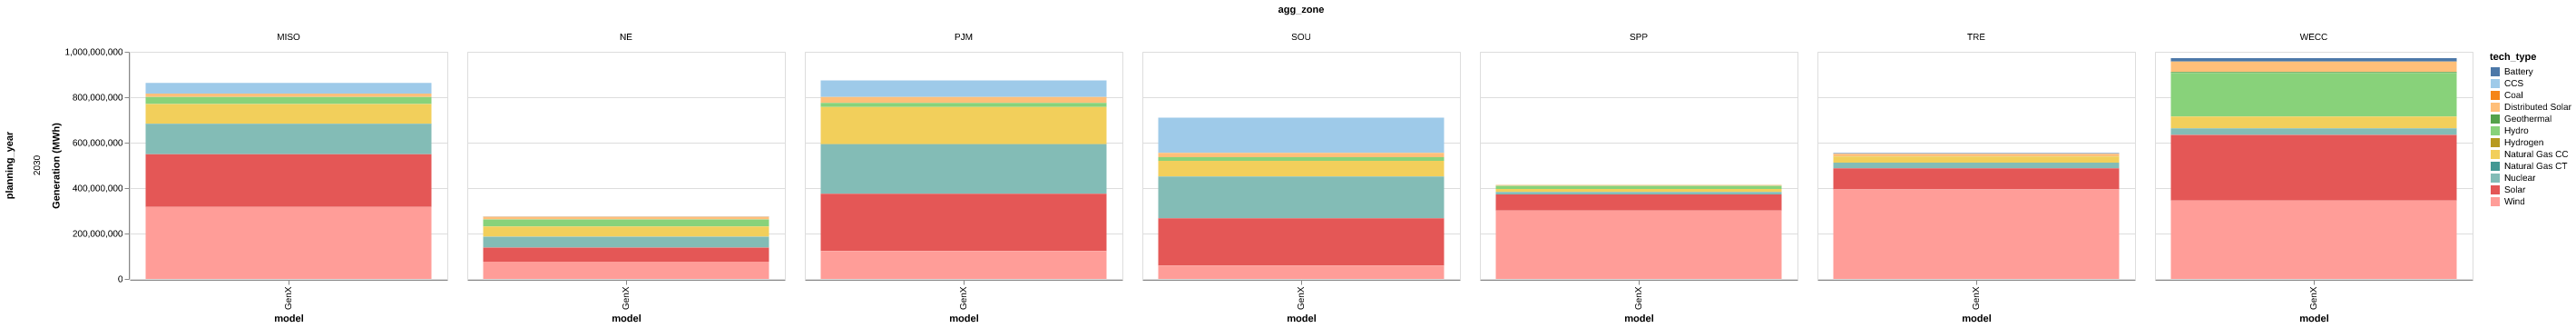 agg_zone
MISO
NE
PJM
SOU
SPP
TRE
WECC
planning_year
2030
Generation (MWh)
1,000,000,000
800,000,000
600,000,000
400,000,000
200,000,000
0
GenX
GenX
GenX
GenX
GenX
GenX
GenX
model
model
model
model
model
model
model
tech_type
Battery
CCS
Coal
Distributed Solar
Geothermal
Hydro
Hydrogen
Natural Gas CC
Natural Gas CT
Nuclear
Solar
Wind